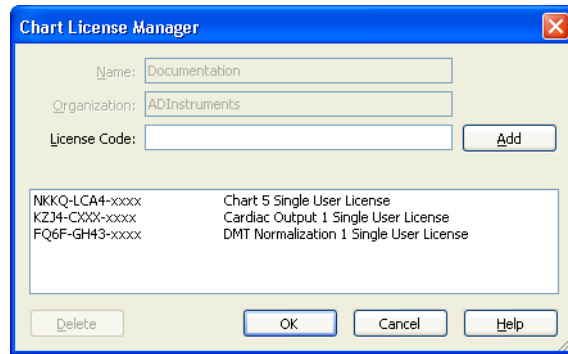 Chart License Manager
Name: Documentation
Organization: ADInstruments
License Code: Add
NKKQ-LCA4-xxxx Chart 5 Single User License
KZJ4-CXXX-xxxx Cardiac Output 1 Single User License
FQ6F-GH43-xxxx DMT Normalization 1 Single User License
Delete OK Cancel Help